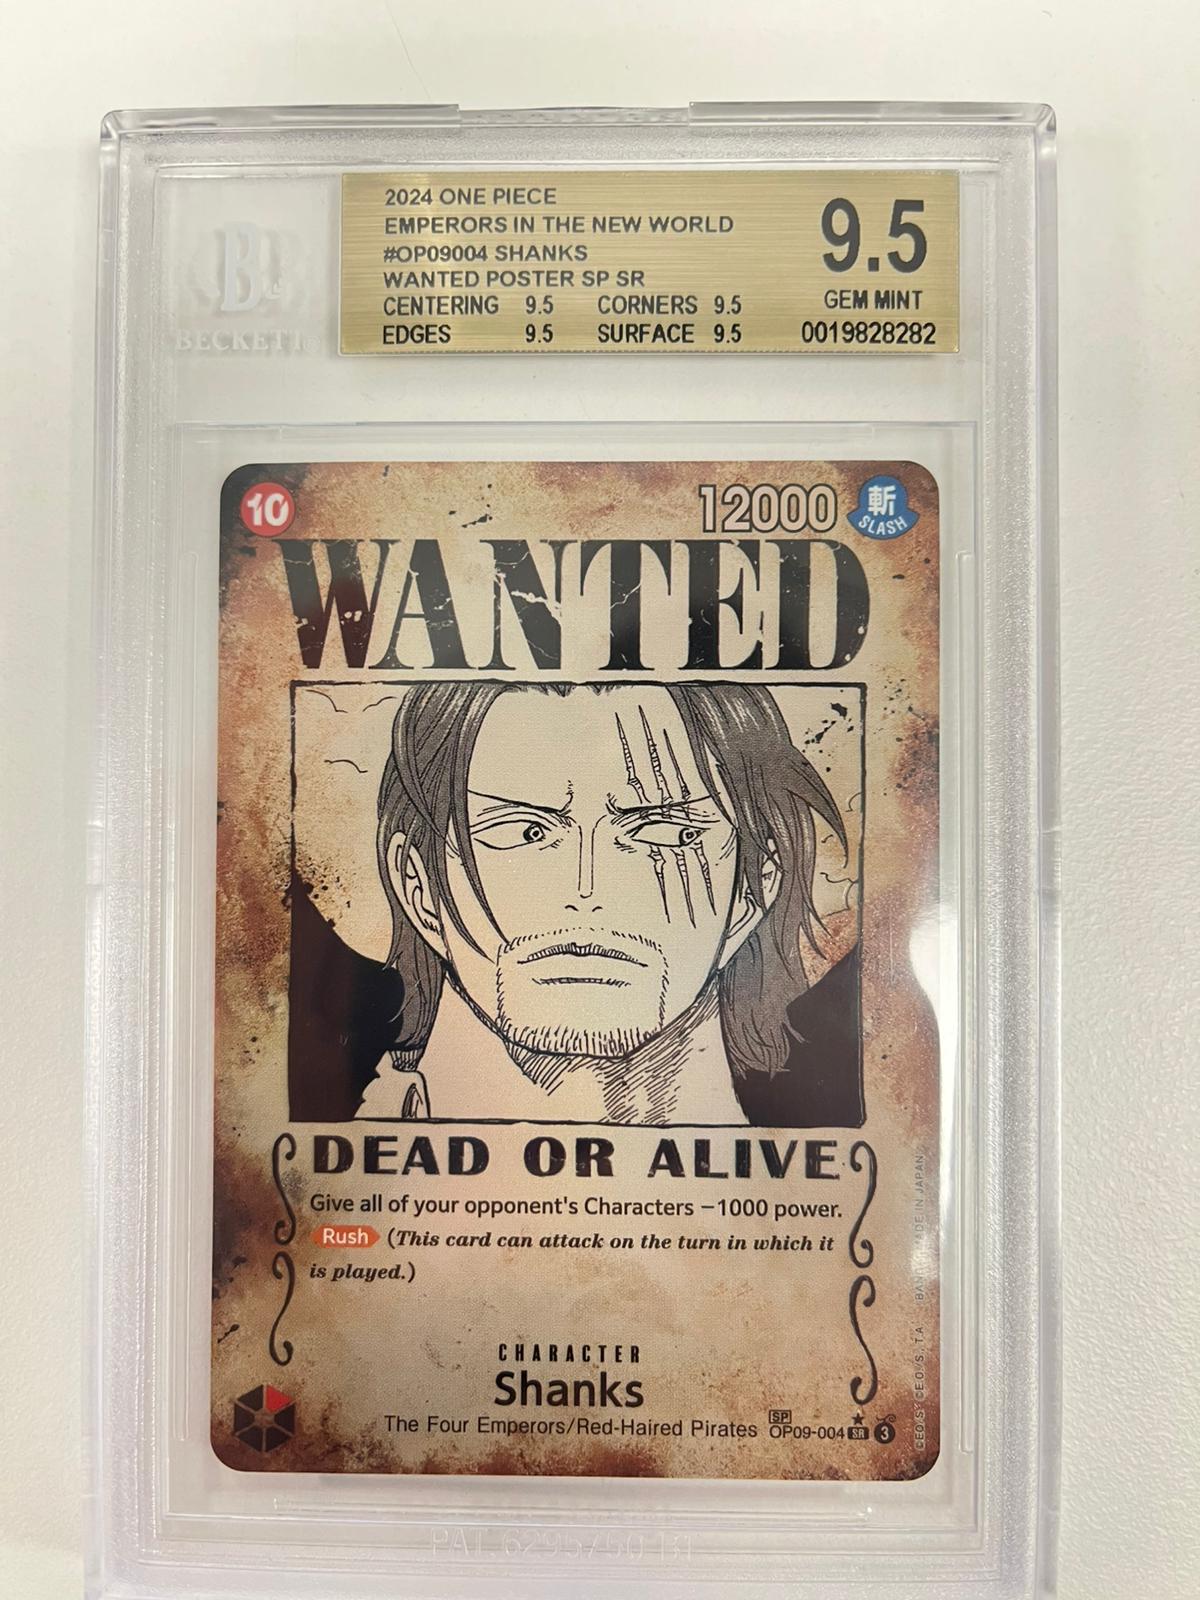 BECKETT
2024 ONE PIECE
EMPERORS IN THE NEW WORLD
#OP09004 SHANKS
WANTED POSTER SP SR
CENTERING 9.5 CORNERS 9.5
EDGES 9.5 SURFACE 9.5
9.5
GEM MINT
0019828282
10
12000
斬
SLASH
WANTED
DEAD OR ALIVE
Give all of your opponent's Characters −1000 power.
Rush (This card can attack on the turn in which it
is played.)
CHARACTER
Shanks
The Four Emperors/Red-Haired Pirates
SP
OP09-004 SR 3
©E.O./S., T.A. MADE IN JAPAN